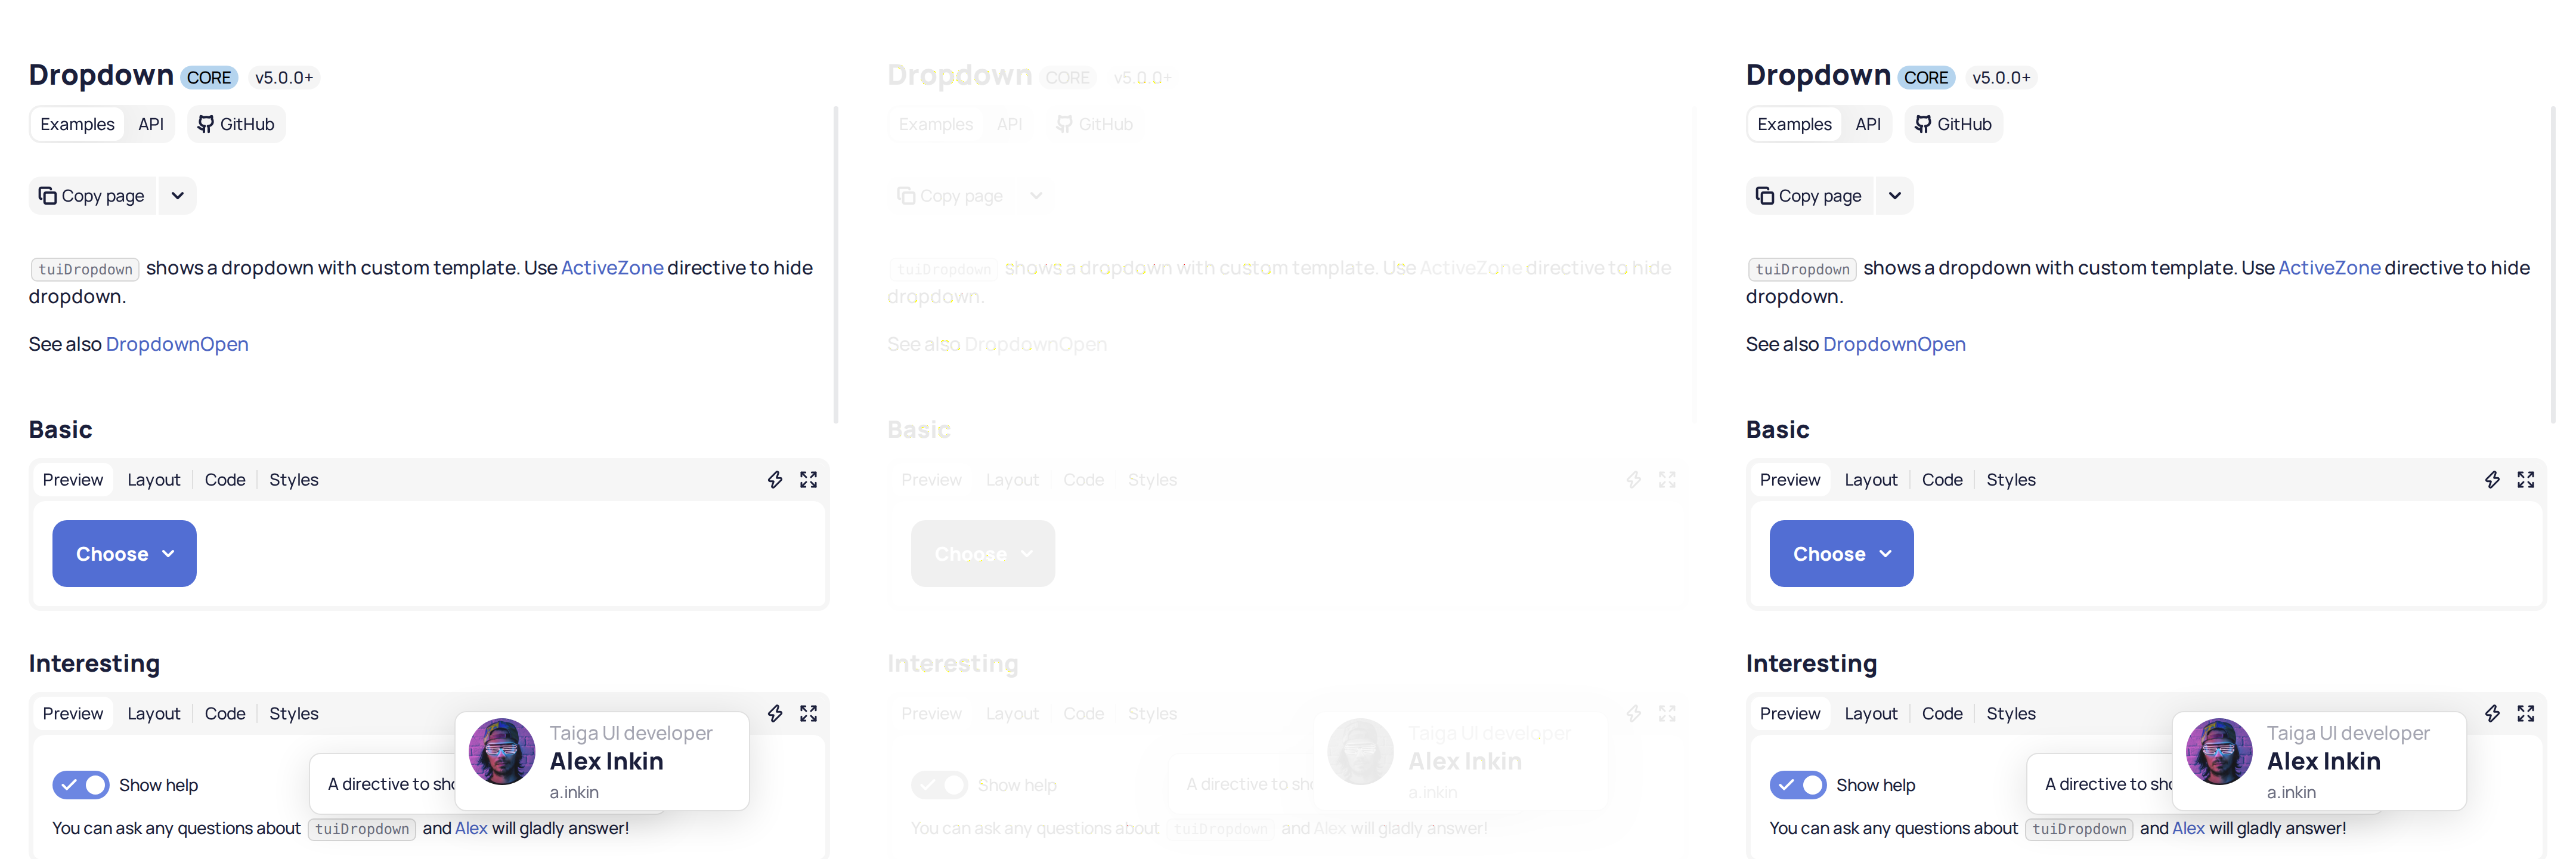 Dropdown CORE v5.0.0+
Examples API GitHub
Copy page
tuiDropdown shows a dropdown with custom template. Use ActiveZone directive to hide
dropdown.
See also DropdownOpen
Basic
Preview Layout Code Styles
Choose
Interesting
Preview Layout Code Styles
Taiga UI developer
Alex Inkin
a.inkin
Show help
A directive to sho
You can ask any questions about tuiDropdown and Alex will gladly answer!
Dropdown CORE v5.0.0+
Examples API GitHub
Copy page
tuiDropdown shows a dropdown with custom template. Use ActiveZone directive to hide
dropdown.
See also DropdownOpen
Basic
Preview Layout Code Styles
Choose
Interesting
Preview Layout Code Styles
Taiga UI developer
Alex Inkin
a.inkin
Show help
A directive to sho
You can ask any questions about tuiDropdown and Alex will gladly answer!
Dropdown CORE v5.0.0+
Examples API GitHub
Copy page
tuiDropdown shows a dropdown with custom template. Use ActiveZone directive to hide
dropdown.
See also DropdownOpen
Basic
Preview Layout Code Styles
Choose
Interesting
Preview Layout Code Styles
Taiga UI developer
Alex Inkin
a.inkin
Show help
A directive to sho
You can ask any questions about tuiDropdown and Alex will gladly answer!